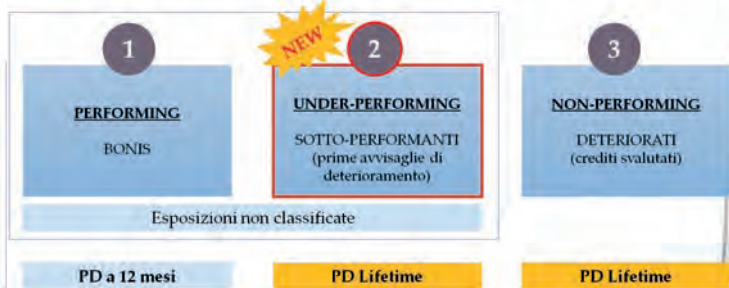 1
NEW
2
3
PERFORMING
BONIS
UNDER-PERFORMING
SOTTO-PERFORMANTI
(prime avvisaglie di
deterioramento)
NON-PERFORMING
DETERIORATI
(crediti svalutati)
Esposizioni non classificate
PD a 12 mesi
PD Lifetime
PD Lifetime